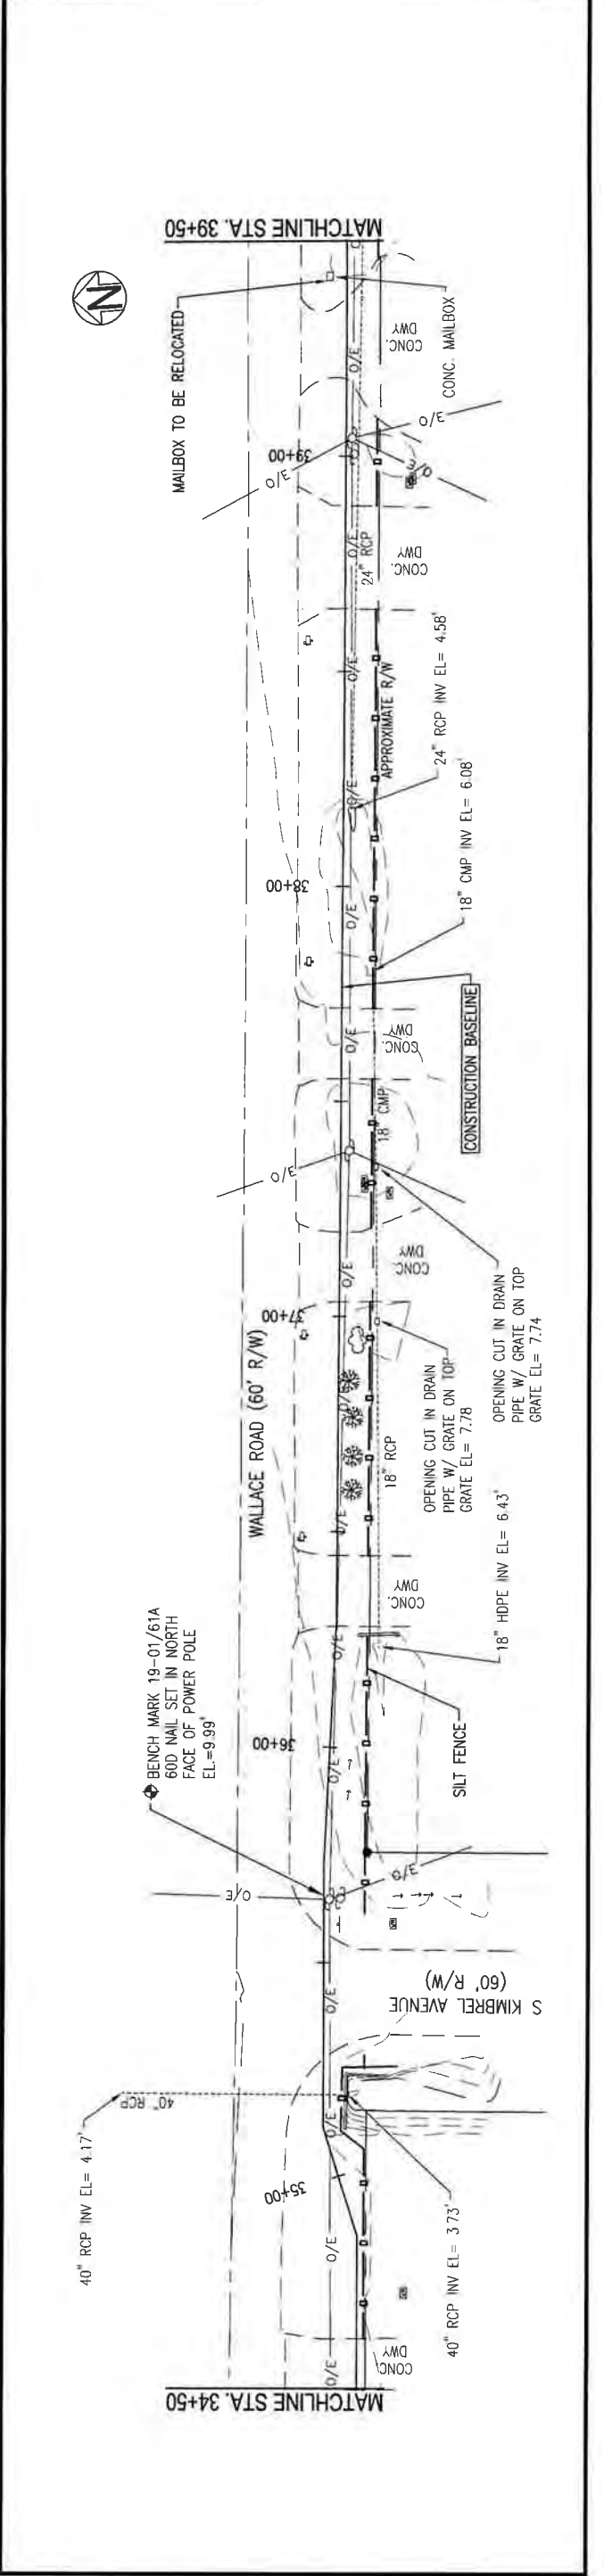 MATCHLINE STA. 34+50
40" RCP INV EL= 4.17'
40" RCP
35+00
O/E
O/E
O/E
O/E
CONC.
DWY
40" RCP INV EL= 3.73'
S KIMBREL AVENUE
(60' R/W)
BENCH MARK 19-01/61A
60D NAIL SET IN NORTH
FACE OF POWER POLE
EL.=9.99'
O/E
O/E
36+00
O/E
O/E
SILT FENCE
18" HDPE INV EL= 6.43'
CONC.
DWY
WALLACE ROAD (60' R/W)
O/E
O/E
18" RCP
37+00
OPENING CUT IN DRAIN
PIPE W/ GRATE ON TOP
GRATE EL= 7.78
OPENING CUT IN DRAIN
PIPE W/ GRATE ON TOP
GRATE EL= 7.74
O/E
CONC.
DWY
O/E
18" CMP
CONSTRUCTION BASELINE
O/E
CONC.
DWY
38+00
O/E
O/E
18" CMP INV EL= 6.08'
24" RCP INV EL= 4.58'
APPROXIMATE R/W
O/E
24" RCP
O/E
CONC.
DWY
39+00
O/E
O/E
O/E
O/E
CONC.
DWY
CONC. MAILBOX
MAILBOX TO BE RELOCATED
MATCHLINE STA. 39+50
N